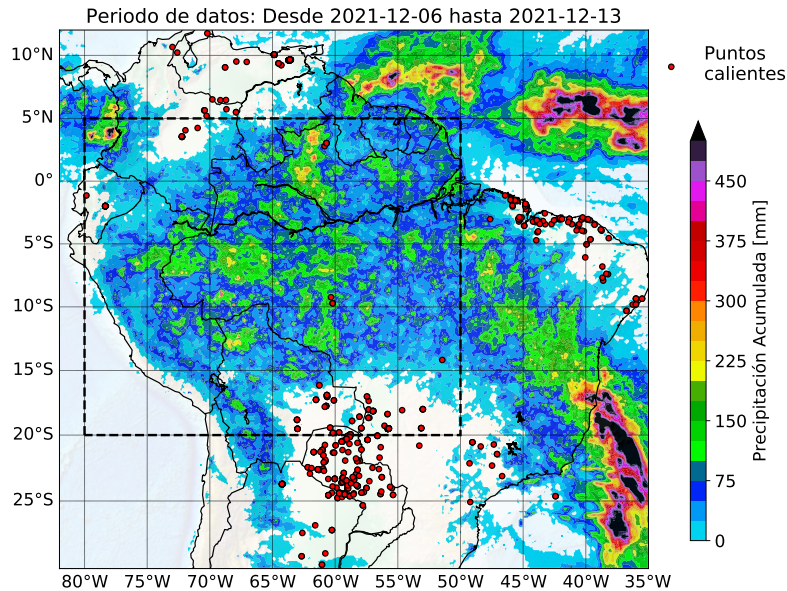 Periodo de datos: Desde 2021-12-06 hasta 2021-12-13
10°N
5°N
0°
5°S
10°S
15°S
20°S
25°S
80°W 75°W 70°W 65°W 60°W 55°W 50°W 45°W 40°W 35°W
Puntos
calientes
450
375
300
225
150
75
0
Precipitación Acumulada [mm]